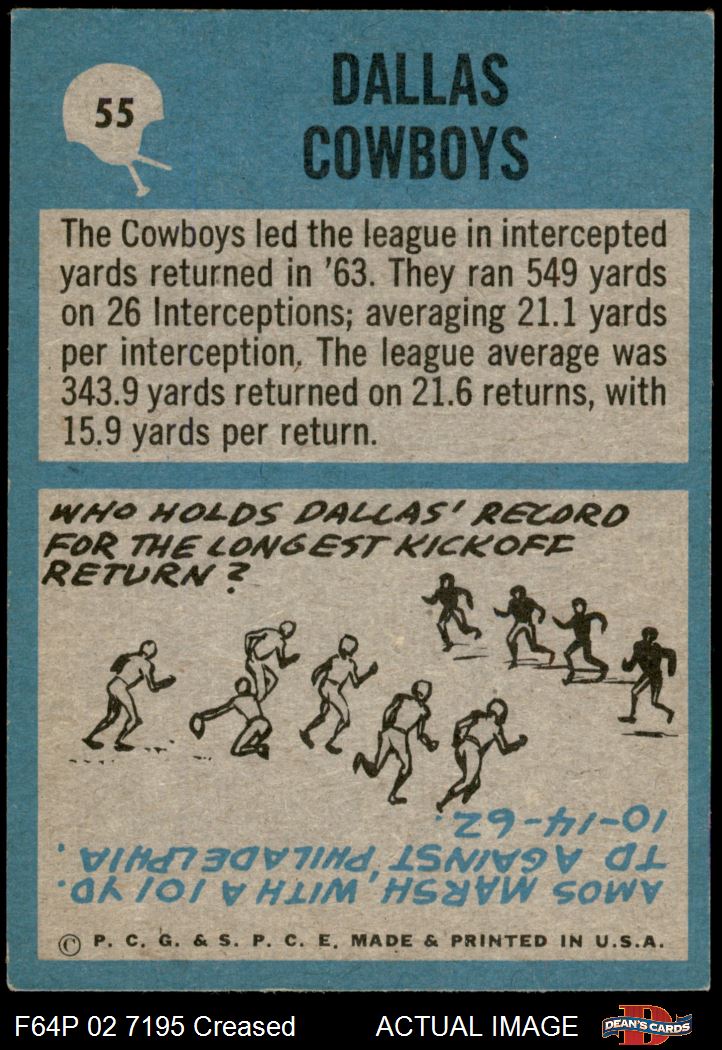 55
DALLAS
COWBOYS
The Cowboys led the league in intercepted
yards returned in '63. They ran 549 yards
on 26 Interceptions; averaging 21.1 yards
per interception. The league average was
343.9 yards returned on 21.6 returns, with
15.9 yards per return.
WHO HOLDS DALLAS' RECORD
FOR THE LONGEST KICKOFF
RETURN?
AMOS MARSH, WITH A 101 YD.
TD AGAINST PHILADELPHIA,
10-14-62.
© P. C. G. & S. P. C. E. MADE & PRINTED IN U.S.A.
F64P 02 7195 Creased ACTUAL IMAGE
D
DEAN'S CARDS